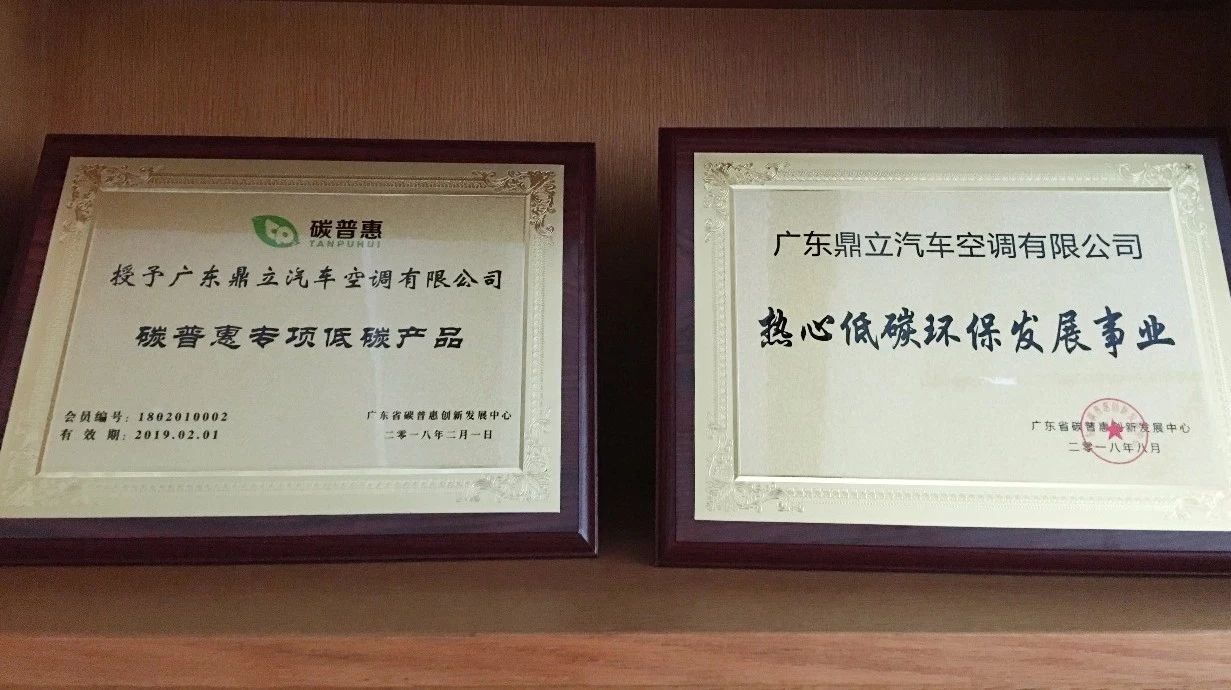 碳普惠
TANPUHUI
授予广东鼎立汽车空调有限公司
碳普惠专项低碳产品
会员编号：1802010002
有效期：2019.02.01
广东省碳普惠创新发展中心
二零一八年二月一日
广东鼎立汽车空调有限公司
热心低碳环保发展事业
广东省碳普惠创新发展中心
二零一八年八月